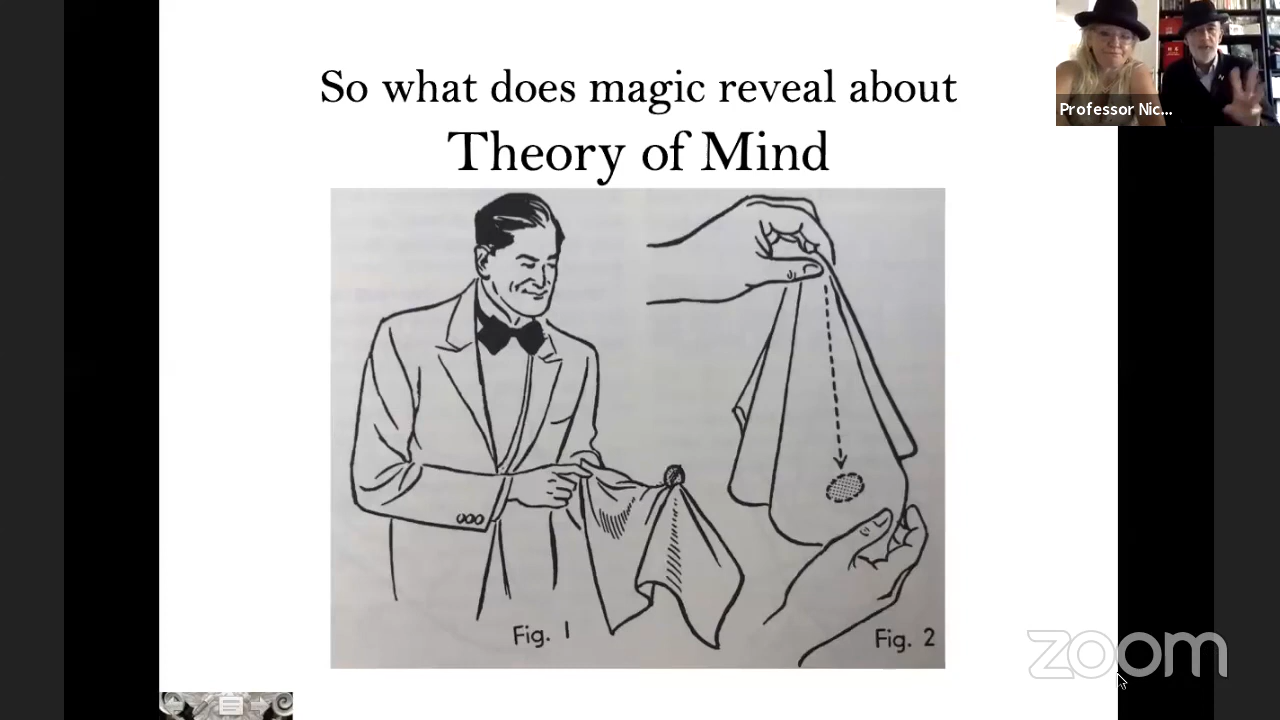 So what does magic reveal about
Theory of Mind
Fig. 1
Fig. 2
Professor Nic...
zoom